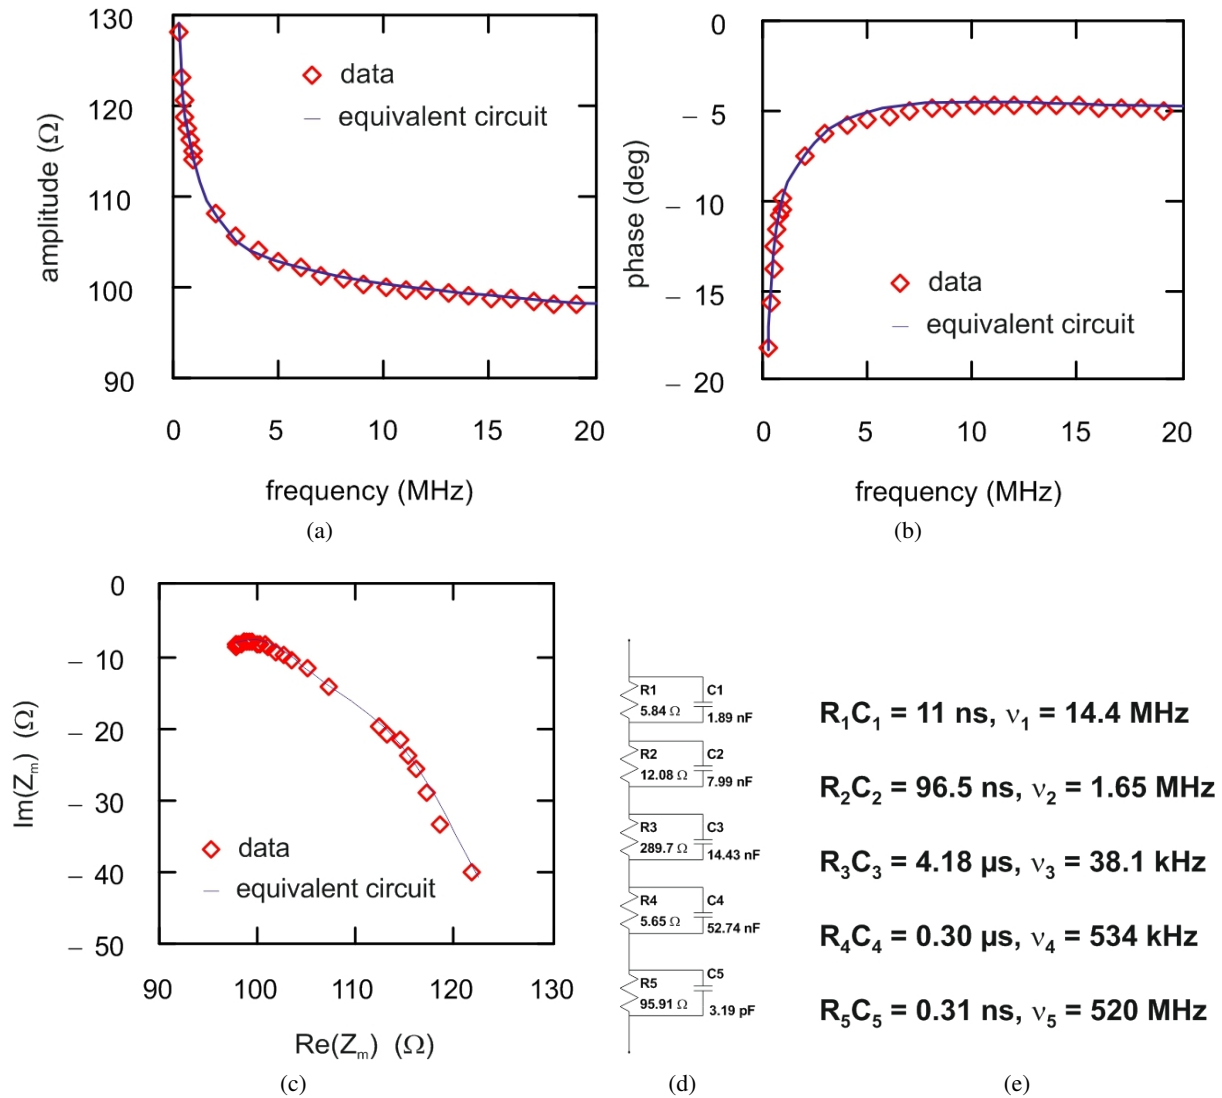 130
120
110
100
90
amplitude (Ω)
data
equivalent circuit
0 5 10 15 20
frequency (MHz)
(a)
0
– 5
– 10
– 15
– 20
phase (deg)
data
equivalent circuit
0 5 10 15 20
frequency (MHz)
(b)
0
– 10
– 20
– 30
– 40
– 50
Im(Zm) (Ω)
data
equivalent circuit
90 100 110 120 130
Re(Zm) (Ω)
(c)
R1 C1
5.84 Ω 1.89 nF
R2 C2
12.08 Ω 7.99 nF
R3 C3
289.7 Ω 14.43 nF
R4 C4
5.65 Ω 52.74 nF
R5 C5
95.91 Ω 3.19 pF
(d)
R1C1 = 11 ns, ν1 = 14.4 MHz
R2C2 = 96.5 ns, ν2 = 1.65 MHz
R3C3 = 4.18 µs, ν3 = 38.1 kHz
R4C4 = 0.30 µs, ν4 = 534 kHz
R5C5 = 0.31 ns, ν5 = 520 MHz
(e)